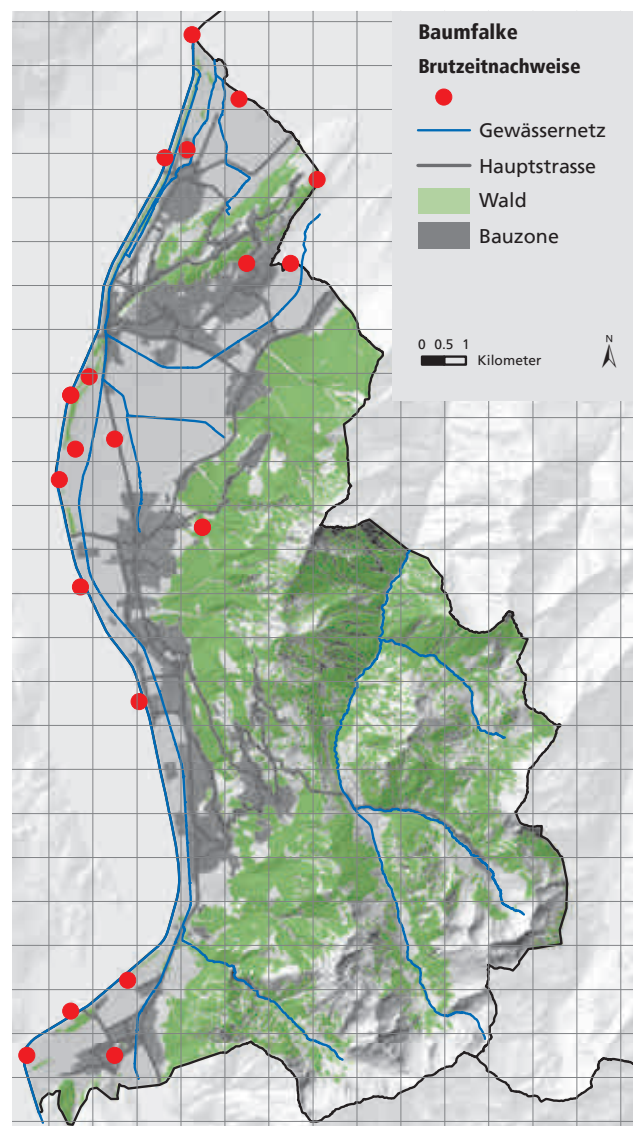 Baumfalke
Brutzeitnachweise
Gewässernetz
Hauptstrasse
Wald
Bauzone
0 0.5 1 Kilometer
N